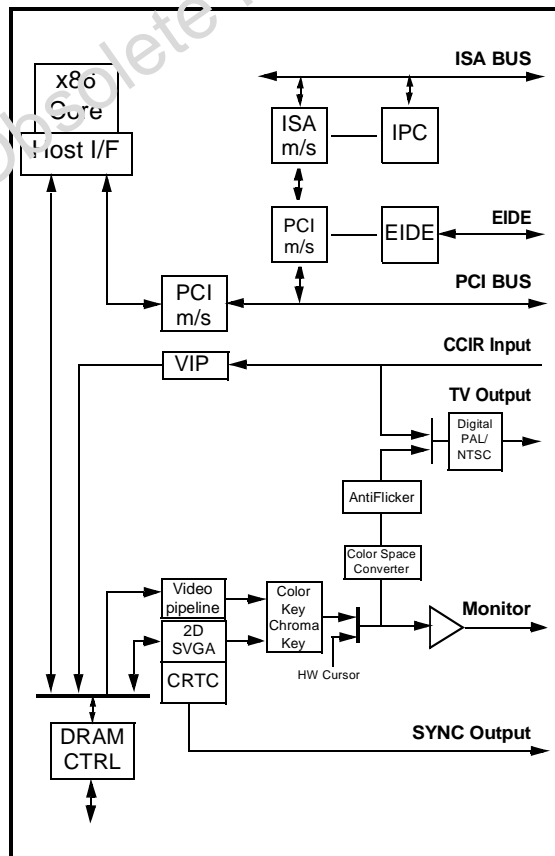 Obsolete
ISA BUS
x86
Core
Host I/F
ISA
m/s
IPC
PCI
m/s
EIDE
EIDE
PCI BUS
PCI
m/s
CCIR Input
VIP
TV Output
Digital
PAL/
NTSC
AntiFlicker
Color Space
Converter
Video
pipeline
Color
Key
Chroma
Key
Monitor
2D
SVGA
HW Cursor
CRTC
SYNC Output
DRAM
CTRL